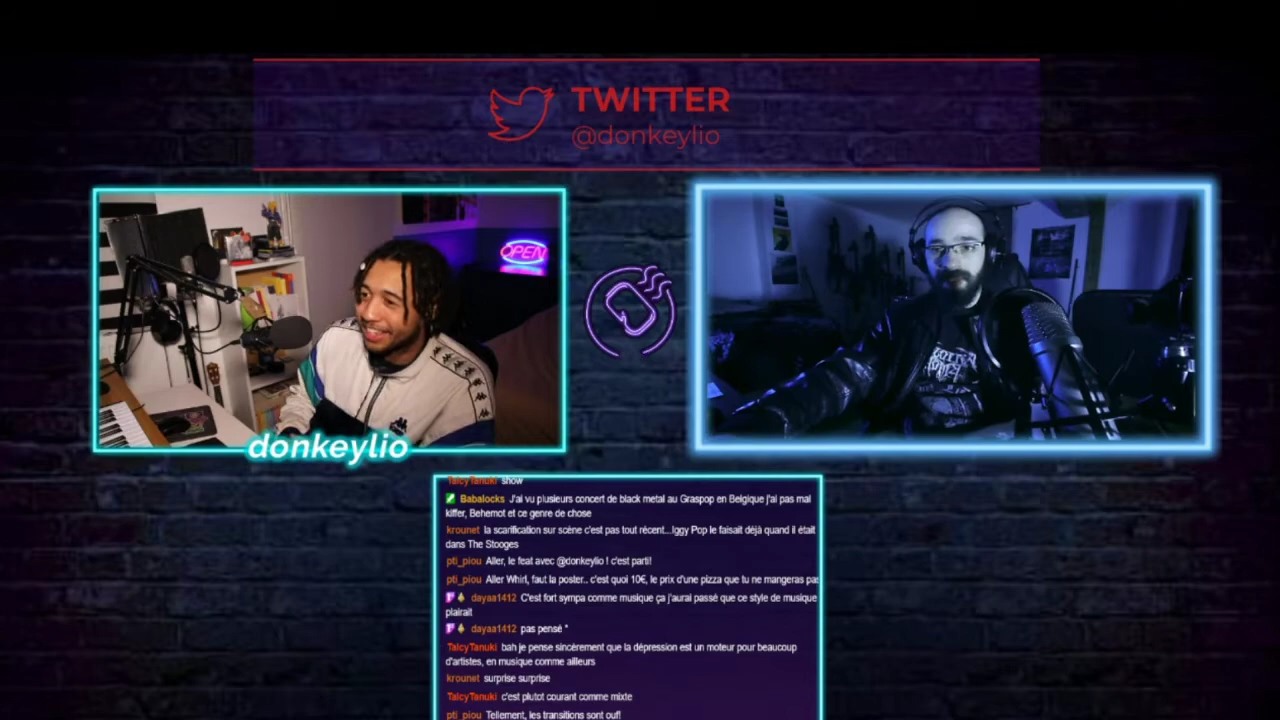 TWITTER
@donkeylio
OPEN
donkeylio
TalcyTanuki show
Babalocks J'ai vu plusieurs concert de black metal au Graspop en Belgique j'ai pas mal
kiffer, Behemot et ce genre de chose
krounet la scarification sur scène c'est pas tout récent...Iggy Pop le faisait déjà quand il était
dans The Stooges
pti_piou Aller, le feat avec @donkeylio ! c'est parti!
pti_piou Aller Whirl, faut la poster.. c'est quoi 10€, le prix d'une pizza que tu ne mangeras pas
dayaa1412 C'est fort sympa comme musique ça j'aurai passé que ce style de musique
plairait
dayaa1412 pas pensé *
TalcyTanuki bah je pense sincèrement que la dépression est un moteur pour beaucoup
d'artistes, en musique comme ailleurs
krounet surprise surprise
TalcyTanuki c'est plutot courant comme mixte
pti_piou Tellement, les transitions sont ouf!